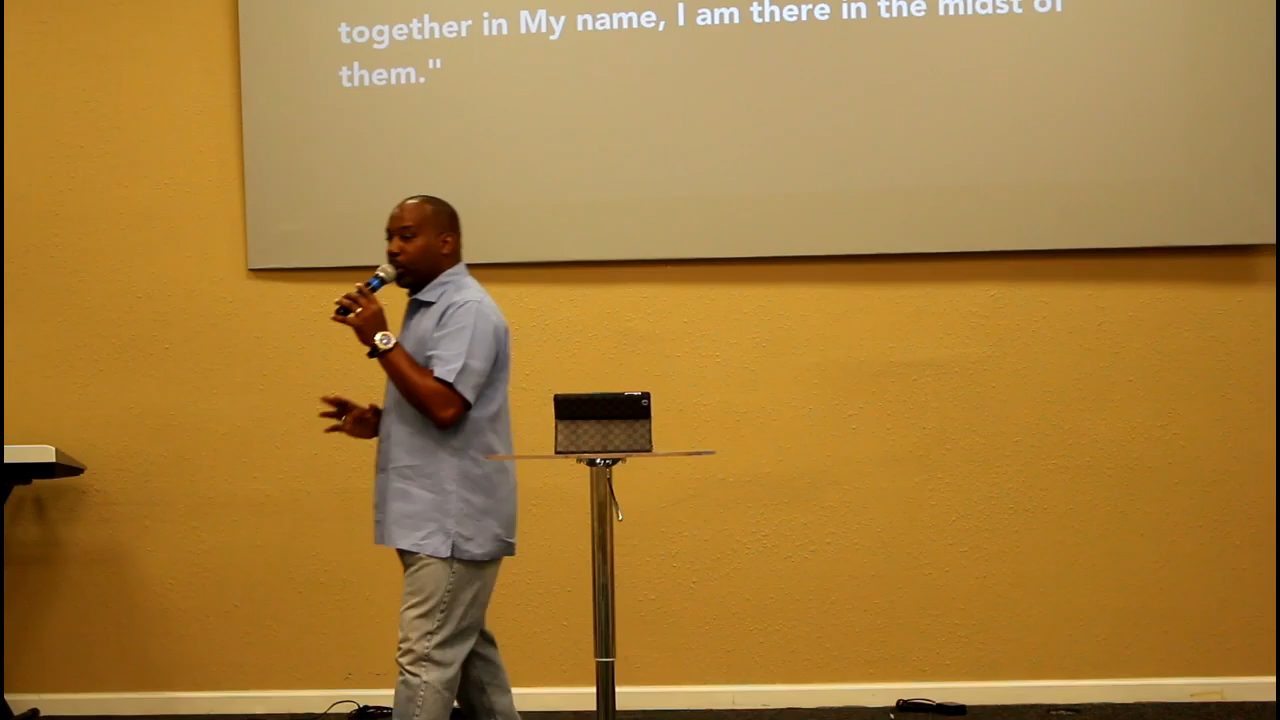 together in My name, I am there in the midst of
them."